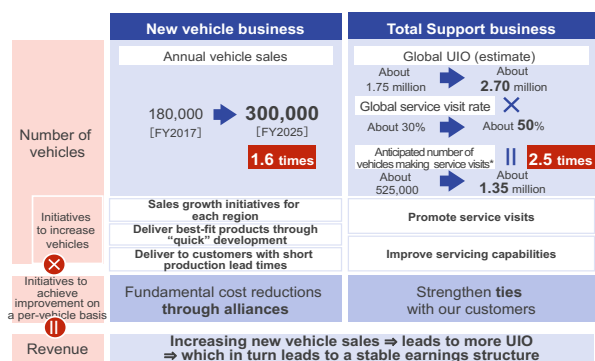 New vehicle business
Total Support business
Number of
vehicles
Annual vehicle sales
180,000
[FY2017]
300,000
[FY2025]
1.6 times
Global UIO (estimate)
About
1.75 million
About
2.70 million
Global service visit rate
About 30%
About 50%
Anticipated number of
vehicles making service visits*
2.5 times
About
525,000
About
1.35 million
Initiatives
to increase
vehicles
Sales growth initiatives for
each region
Deliver best-fit products through
“quick” development
Deliver to customers with short
production lead times
Promote service visits
Improve servicing capabilities
Initiatives to
achieve
improvement on
a per-vehicle basis
Fundamental cost reductions
through alliances
Strengthen ties
with our customers
Revenue
Increasing new vehicle sales ⇒ leads to more UIO
⇒ which in turn leads to a stable earnings structure